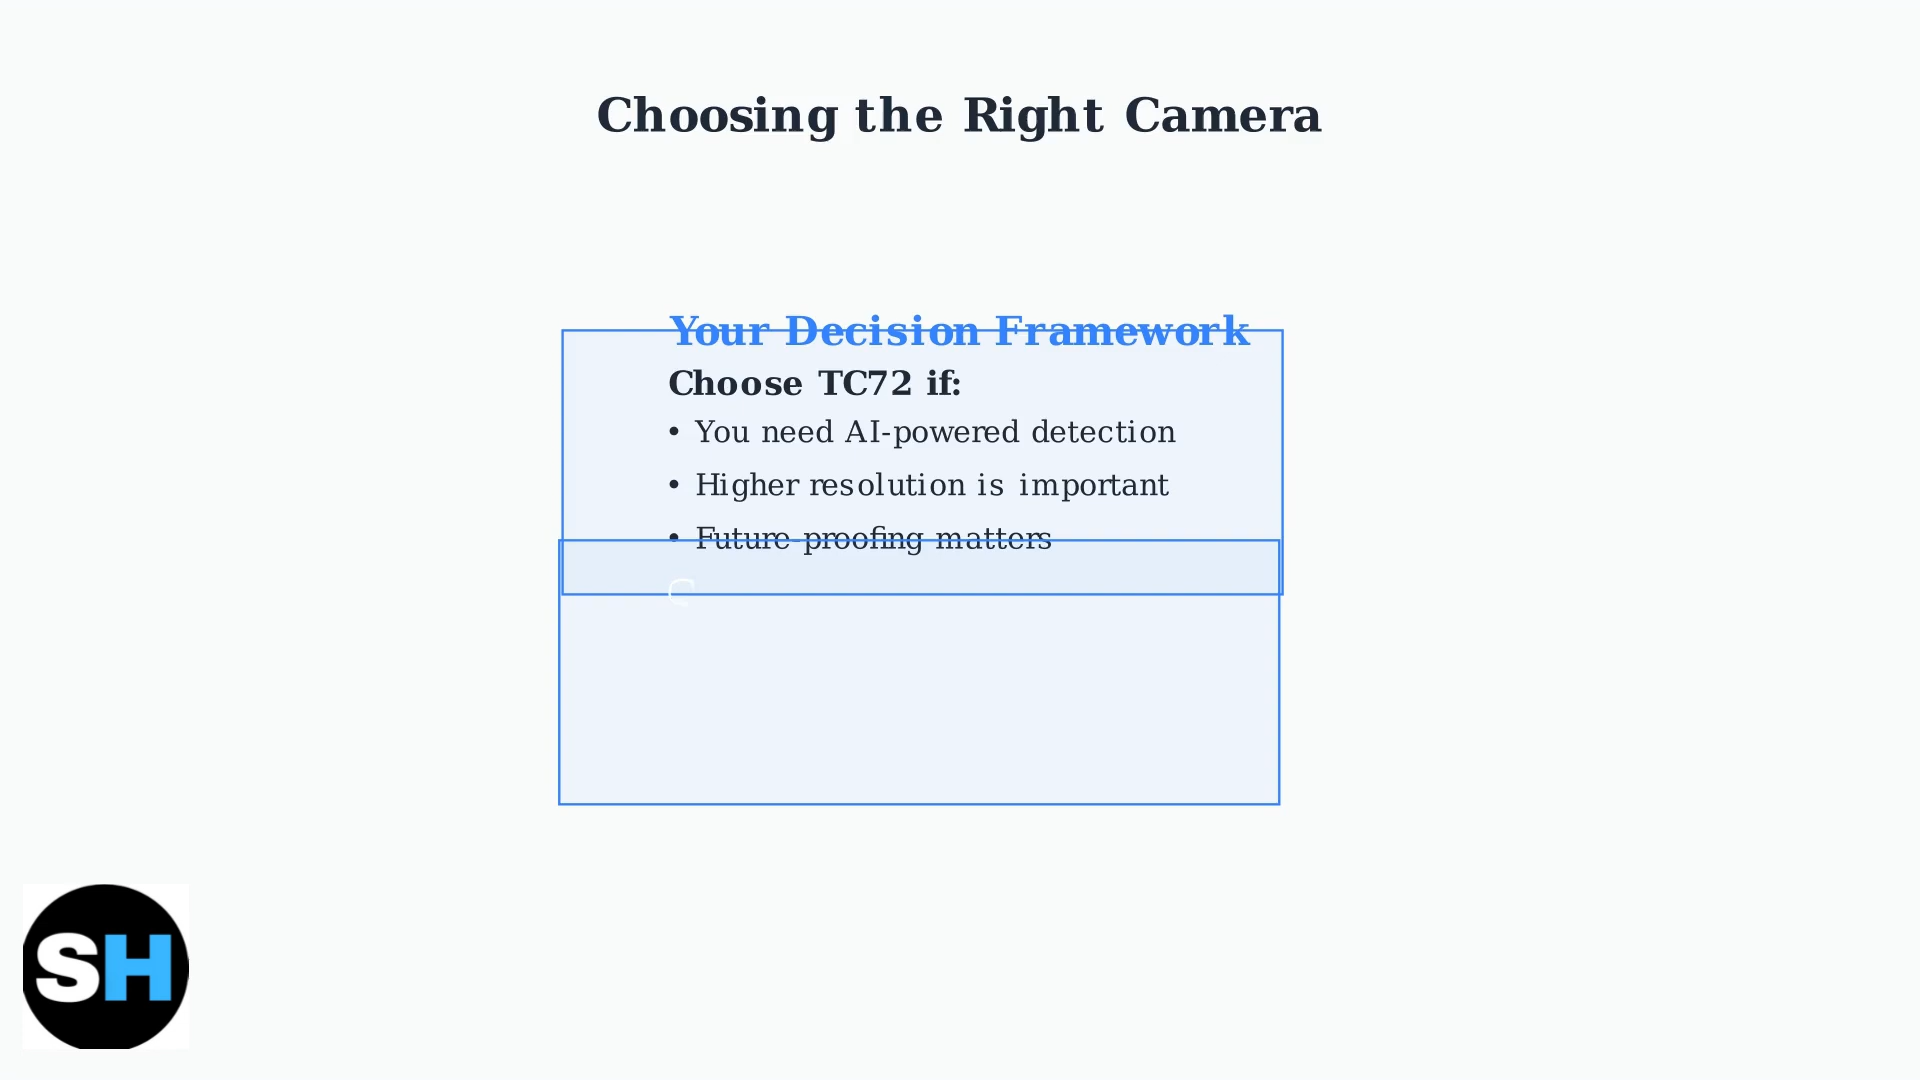 Choosing the Right Camera
Your Decision Framework
Choose TC72 if:
• You need AI-powered detection
• Higher resolution is important
• Future-proofing matters
SH